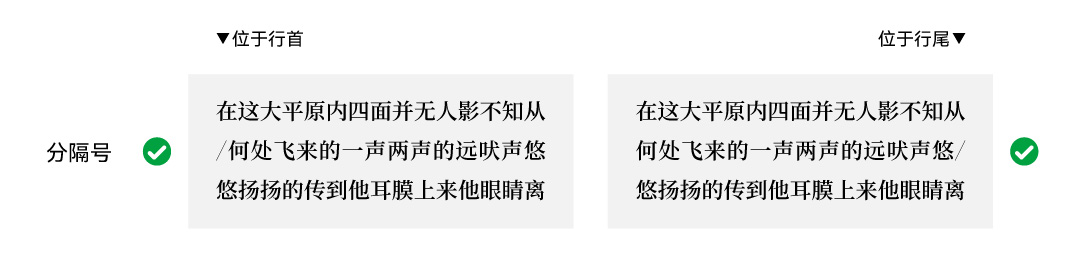 ▼位于行首
位于行尾▼
分隔号
在这大平原内四面并无人影不知从
/何处飞来的一声两声的远吠声悠
悠扬扬的传到他耳膜上来他眼睛离
在这大平原内四面并无人影不知从
何处飞来的一声两声的远吠声悠/
悠扬扬的传到他耳膜上来他眼睛离